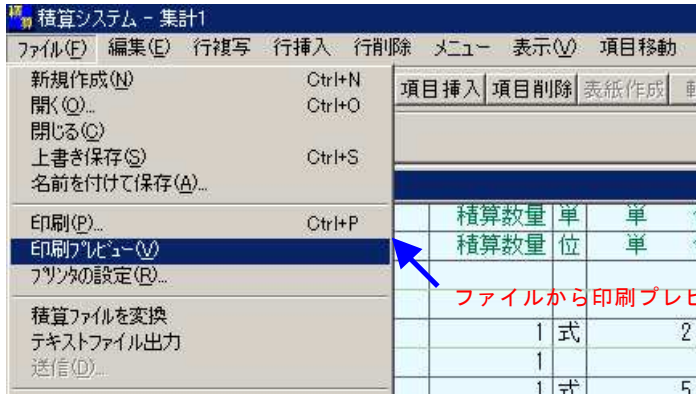 積算 積算システム - 集計1
ファイル(F) 編集(E) 行複写 行挿入 行削除 メニュー 表示(V) 項目移動
新規作成(N) Ctrl+N
開く(O)... Ctrl+O
閉じる(C)
上書き保存(S) Ctrl+S
名前を付けて保存(A)...
印刷(P)... Ctrl+P
印刷プレビュー(V)
プリンタの設定(R)...
積算ファイルを変換
テキストファイル出力
送信(D)...
項目挿入 項目削除 表紙作成
積算数量 単 単
積算数量 位 単
ファイルから印刷プレビ
1 式 2
1
1 式 5